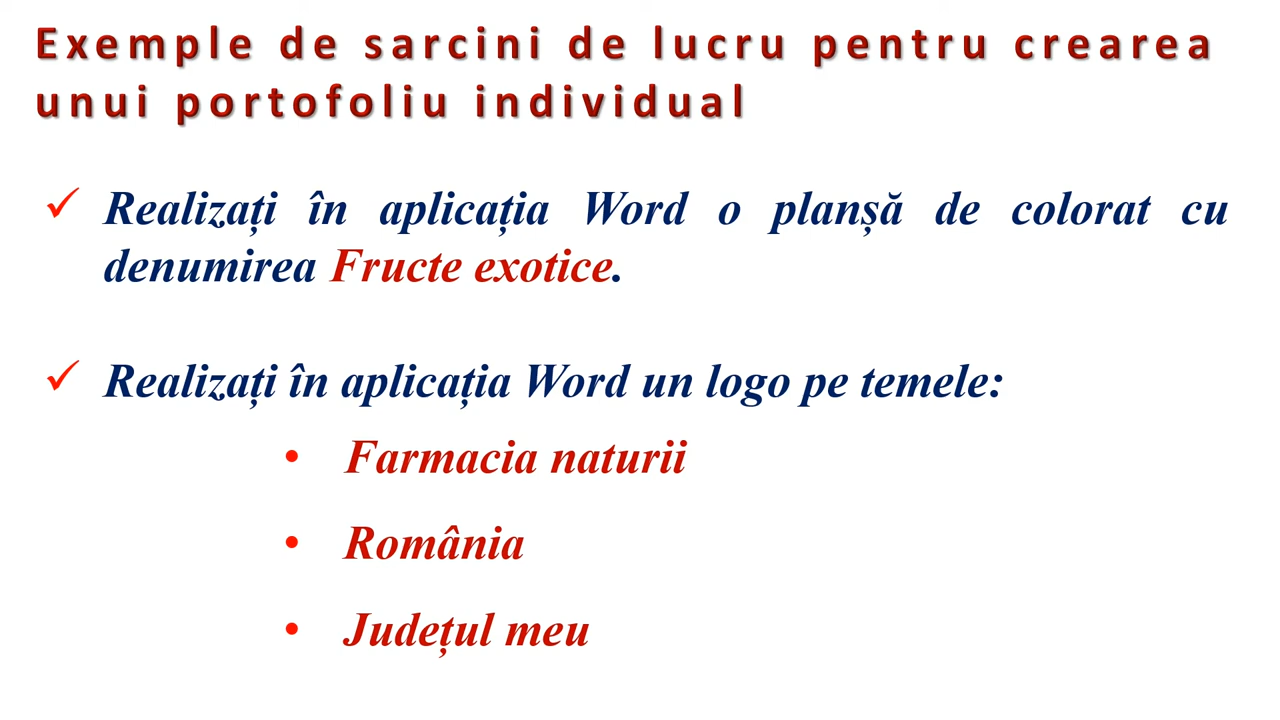 Exemple de sarcini de lucru pentru crearea
unui portofoliu individual
✓ Realizați în aplicația Word o planșă de colorat cu
denumirea Fructe exotice.
✓ Realizați în aplicația Word un logo pe temele:
• Farmacia naturii
• România
• Județul meu